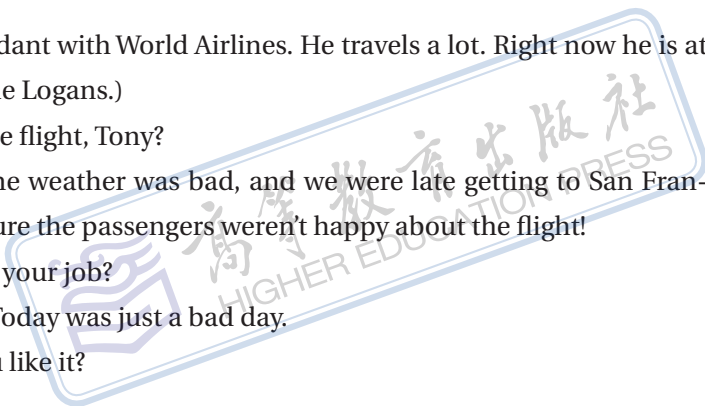 dant with World Airlines. He travels a lot. Right now he is at
e Logans.)
e flight, Tony?
ne weather was bad, and we were late getting to San Fran-
ure the passengers weren't happy about the flight!
your job?
Today was just a bad day.
u like it?
高等教育出版社
HIGHER EDUCATION PRESS